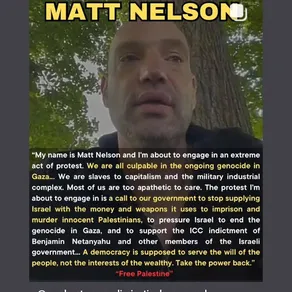 MATT NELSON
“My name is Matt Nelson and I’m about to engage in an extreme
act of protest. We are all culpable in the ongoing genocide in
Gaza... We are slaves to capitalism and the military industrial
complex. Most of us are too apathetic to care. The protest I’m
about to engage in is a call to our government to stop supplying
Israel with the money and weapons it uses to imprison and
murder innocent Palestinians, to pressure Israel to end the
genocide in Gaza, and to support the ICC indictment of
Benjamin Netanyahu and other members of the Israeli
government... A democracy is supposed to serve the will of the
people, not the interests of the wealthy. Take the power back.”
“Free Palestine”